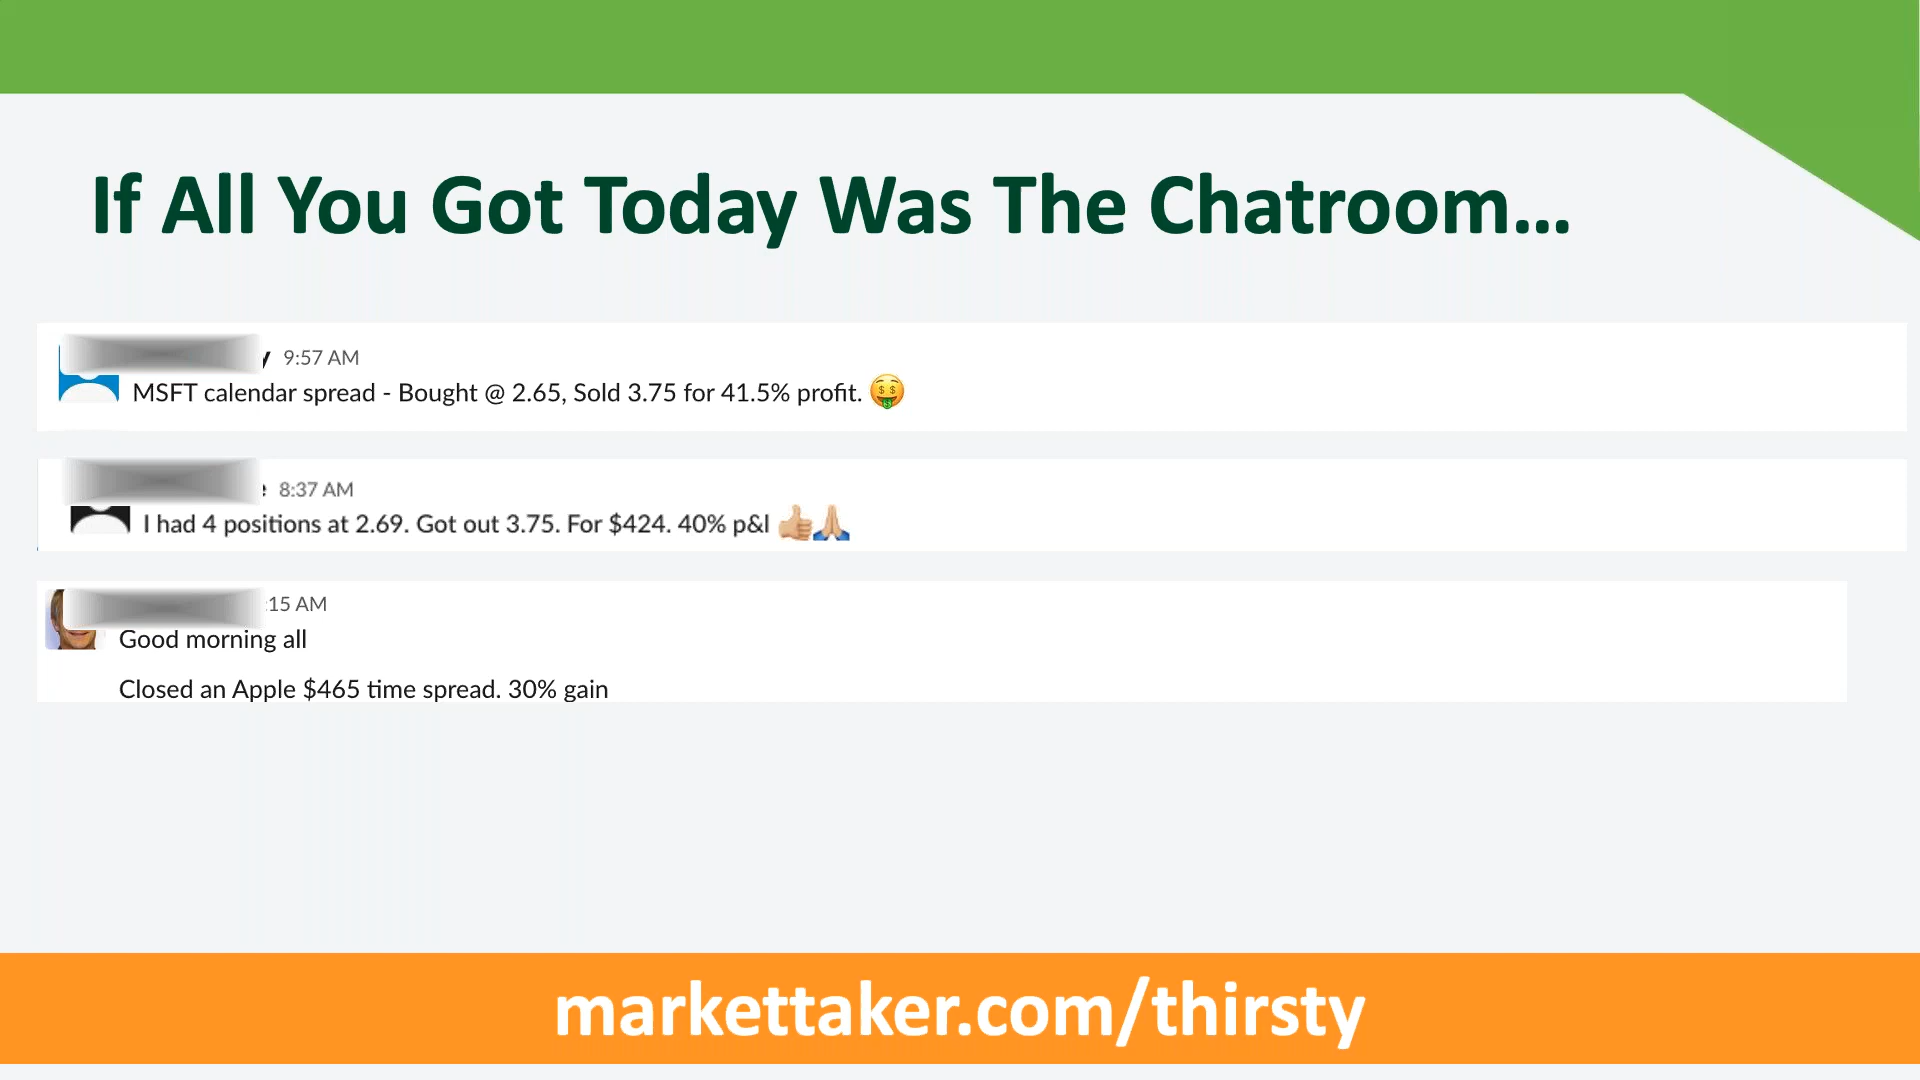 If All You Got Today Was The Chatroom...
y 9:57 AM
MSFT calendar spread - Bought @ 2.65, Sold 3.75 for 41.5% profit. 🤑
8:37 AM
I had 4 positions at 2.69. Got out 3.75. For $424. 40% p&l 👍🏼🙏🏼
:15 AM
Good morning all
Closed an Apple $465 time spread. 30% gain
markettaker.com/thirsty